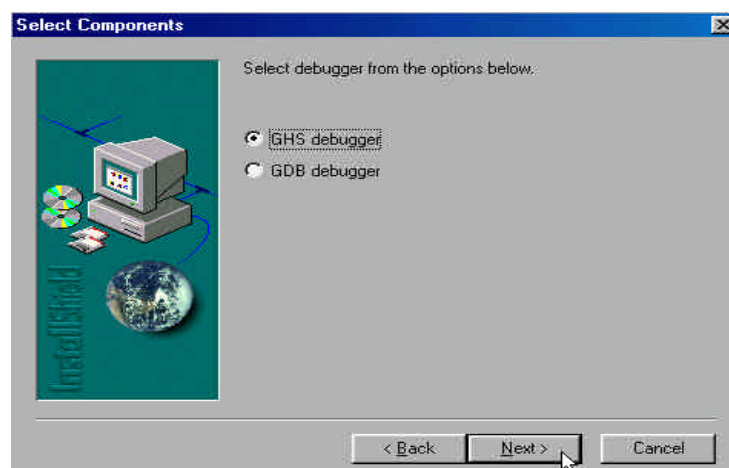 Select Components
Select debugger from the options below.
GHS debugger
GDB debugger
InstallShield
< Back
Next >
Cancel